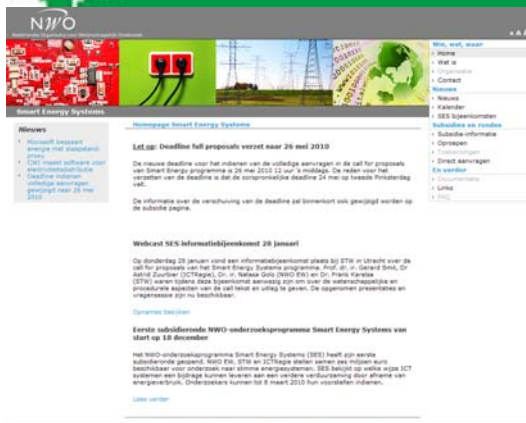 NWO
Nederlandse Organisatie voor Wetenschappelijk Onderzoek
A A
Smart Energy Systems
Nieuws
Microsoft bespaart
energie met slaapstand-
proxy
CWI maakt software voor
elektriciteitsdistributie
Deadline indienen
volledige aanvragen
gewijzigd naar 26 mei
2010
Homepage Smart Energy Systems
Let op: Deadline full proposals verzet naar 26 mei 2010
De nieuwe deadline voor het indienen van de volledige aanvragen in de call for proposals
van Smart Energy programme is 26 mei 2010 12 uur 's middags. De reden voor het
verzetten van de deadline is dat de oorspronkelijke deadline 24 mei op tweede Pinksterdag
valt.
De informatie over de verschuiving van de deadline zal binnenkort ook gewijzigd worden op
de subsidie pagina.
Webcast SES informatiebijeenkomst 28 januari
Op donderdag 28 januari vond een informatiebijeenkomst plaats bij STW in Utrecht over de
call for proposals van het Smart Energy Systems programme. Prof. dr. ir. Gerard Smit, Dr
Astrid Zuurbier (ICTRegie), Dr. ir. Nalasa Golo (NWO EW) en Dr. Frank Karelse
(STW) waren tijdens deze bijeenkomst aanwezig om over de wetenschappelijke en
procedurele aspecten van de call tekst en uitleg te geven. De opgenomen presentaties en
vragensessie zijn nu beschikbaar.
Opnames bekijken
Eerste subsidieronde NWO-onderzoeksprogramma Smart Energy Systems van
start op 18 december
Het NWO-onderzoeksprogramma Smart Energy Systems (SES) heeft zijn eerste
subsidieronde geopend. NWO EW, STW en ICTRegie stellen samen zes miljoen euro
beschikbaar voor onderzoek naar slimme energiesystemen. SES bekijkt op welke wijze ICT
systemen een bijdrage kunnen leveren aan een verdere verduurzaming door afname van
energieverbruik. Onderzoekers kunnen tot 8 maart 2010 hun voorstellen indienen.
Lees verder
Wie, wat, waar
Home
Wat is
Organisatie
Contact
Nieuws
Nieuws
Kalender
SES bijeenkomsten
Subsidies en rondes
Subsidie-informatie
Oproepen
Toekenningen
Direct aanvragen
En verder
Documentatie
Links
FAQ